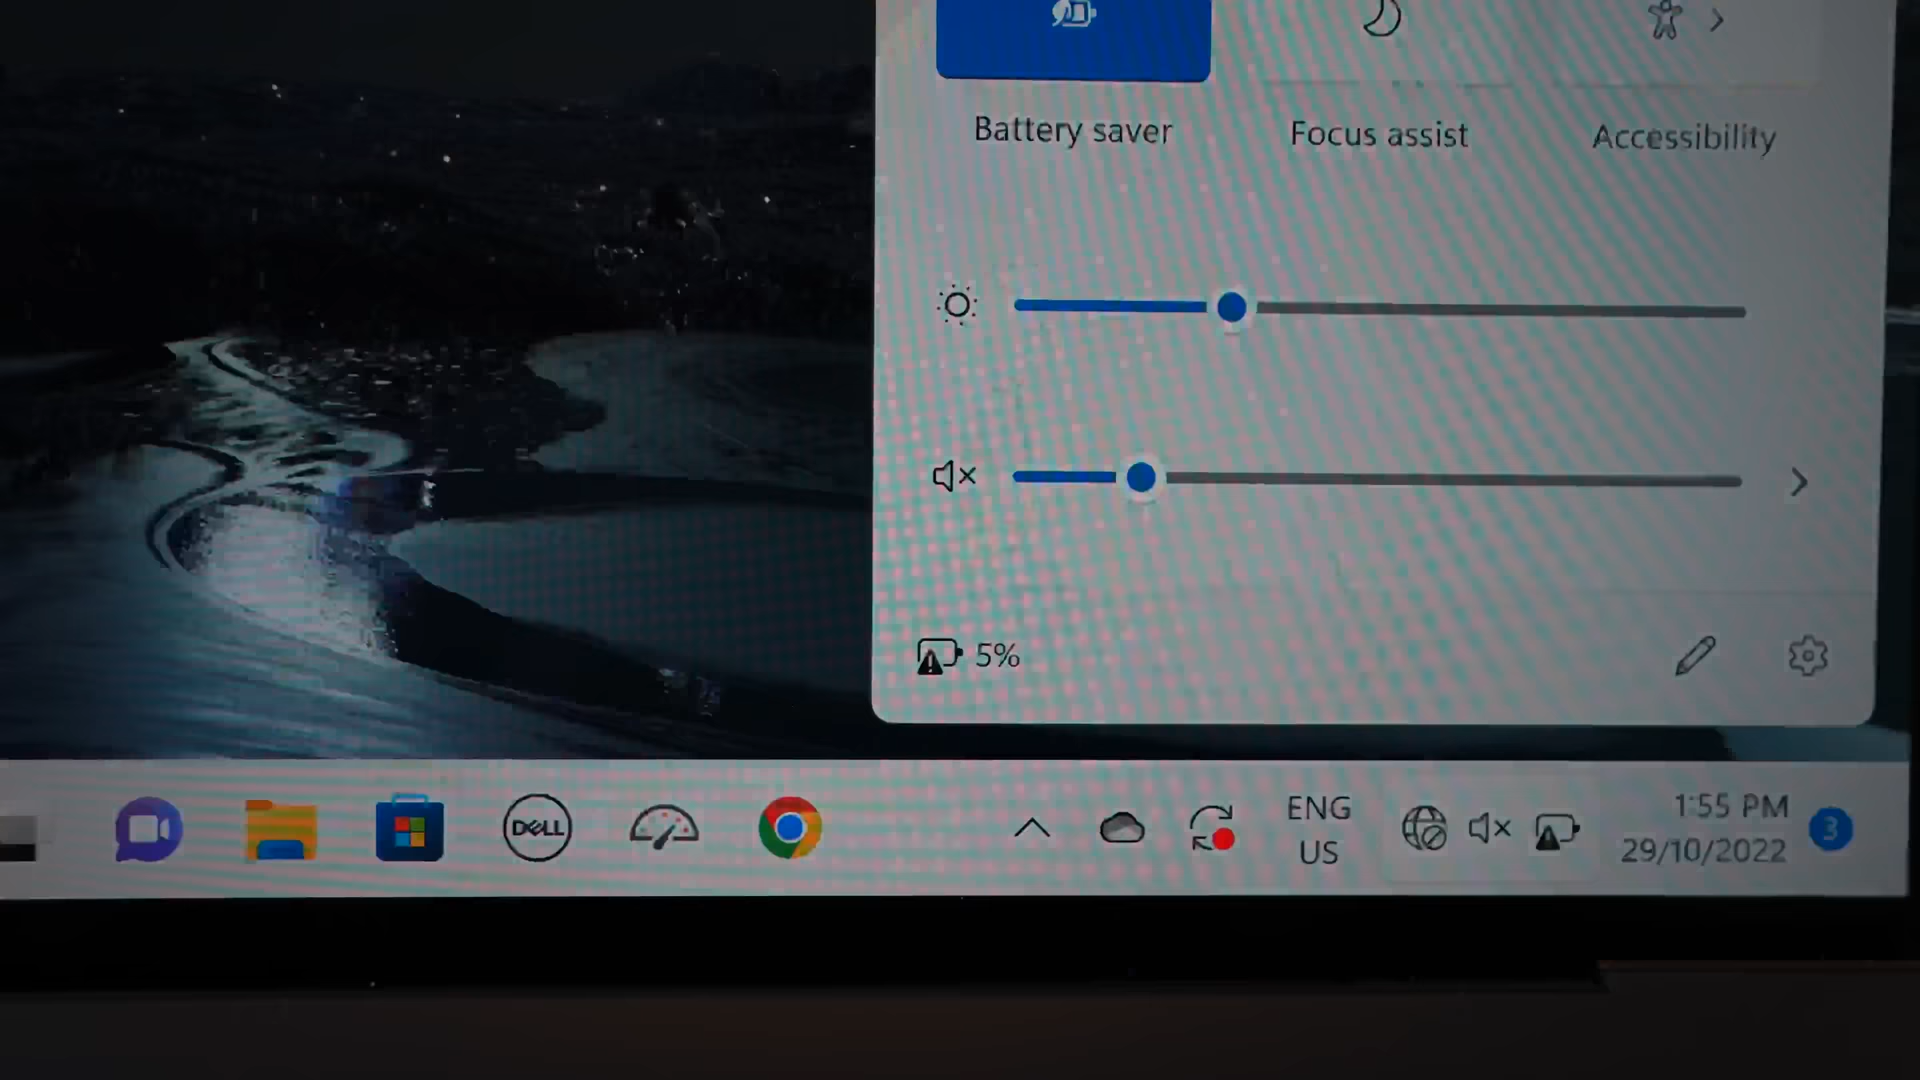 Battery saver
Focus assist
Accessibility
5%
DELL
ENG
US
1:55 PM
29/10/2022
3